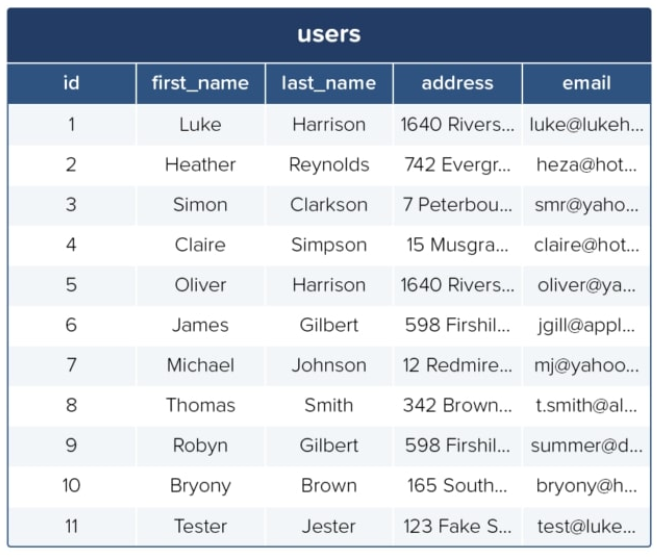 users
id first_name last_name address email
1 Luke Harrison 1640 Rivers... luke@lukeh...
2 Heather Reynolds 742 Evergr... heza@hot...
3 Simon Clarkson 7 Peterbou... smr@yaho...
4 Claire Simpson 15 Musgra... claire@hot...
5 Oliver Harrison 1640 Rivers... oliver@ya...
6 James Gilbert 598 Firshil... jgill@appl...
7 Michael Johnson 12 Redmire... mj@yahoo...
8 Thomas Smith 342 Brown... t.smith@al...
9 Robyn Gilbert 598 Firshil... summer@d...
10 Bryony Brown 165 South... bryony@h...
11 Tester Jester 123 Fake S... test@luke...